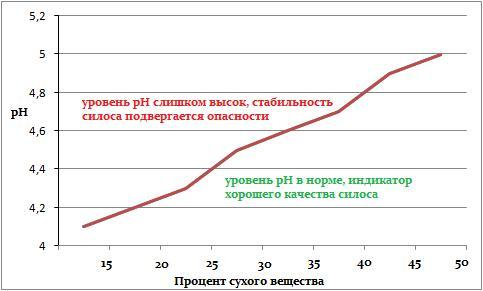 5,2
5
4,8
4,6
4,4
4,2
4
pH
уровень pH слишком высок, стабильность
силоса подвергается опасности
уровень pH в норме, индикатор
хорошего качества силоса
15 20 25 30 35 40 45 50
Процент сухого вещества